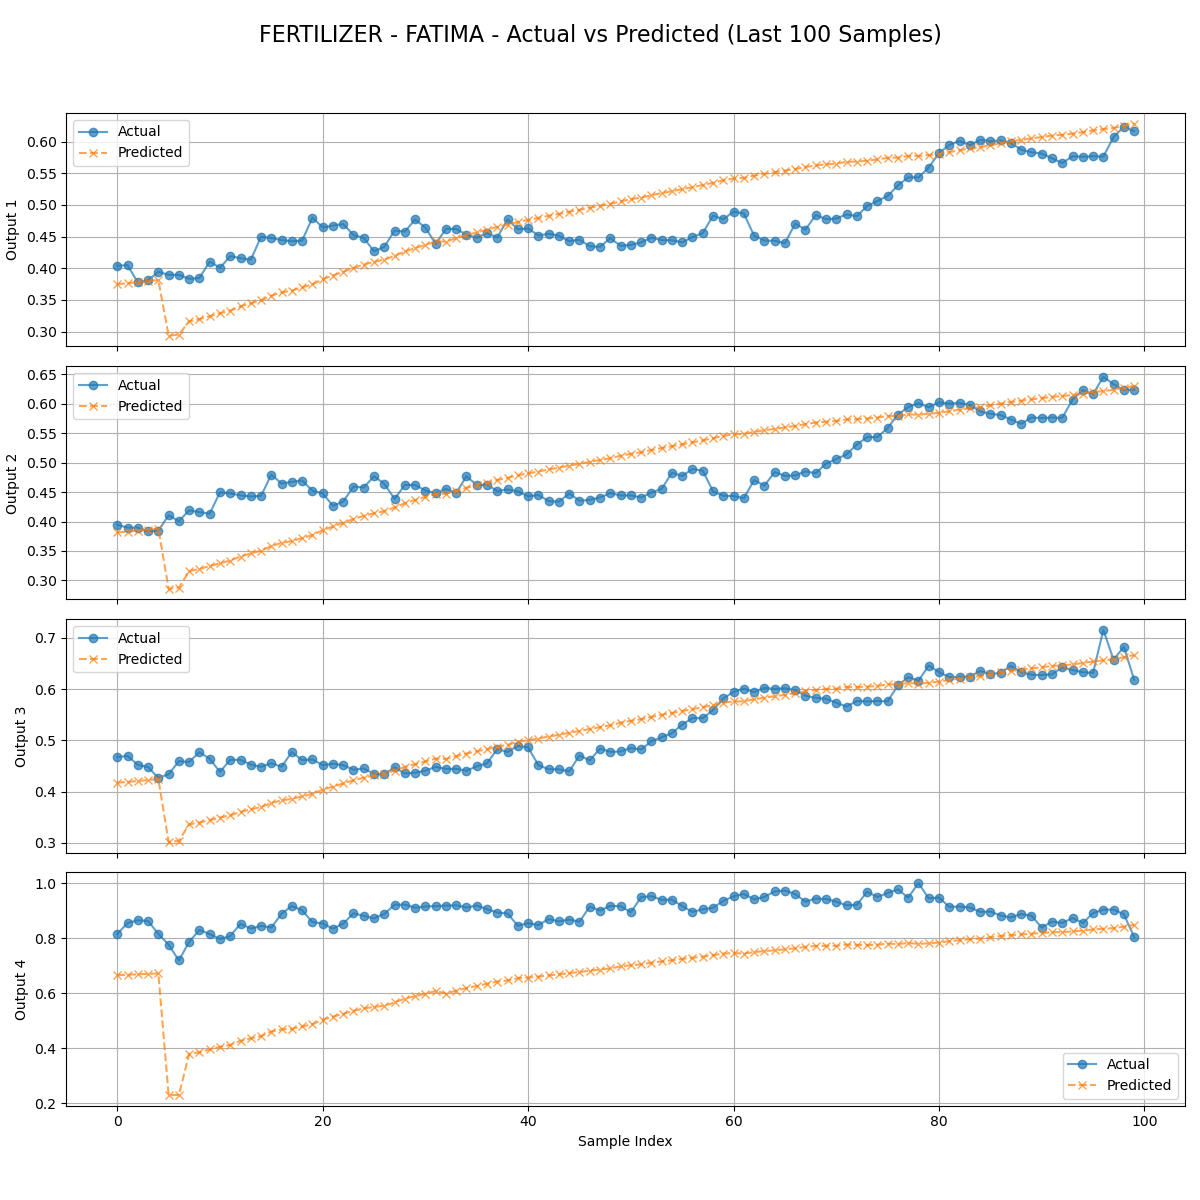 FERTILIZER - FATIMA - Actual vs Predicted (Last 100 Samples)
Output 1
0.60
0.55
0.50
0.45
0.40
0.35
0.30
Actual
Predicted
Output 2
0.65
0.60
0.55
0.50
0.45
0.40
0.35
0.30
Actual
Predicted
Output 3
0.7
0.6
0.5
0.4
0.3
Actual
Predicted
Output 4
1.0
0.8
0.6
0.4
0.2
Actual
Predicted
0 20 40 60 80 100
Sample Index